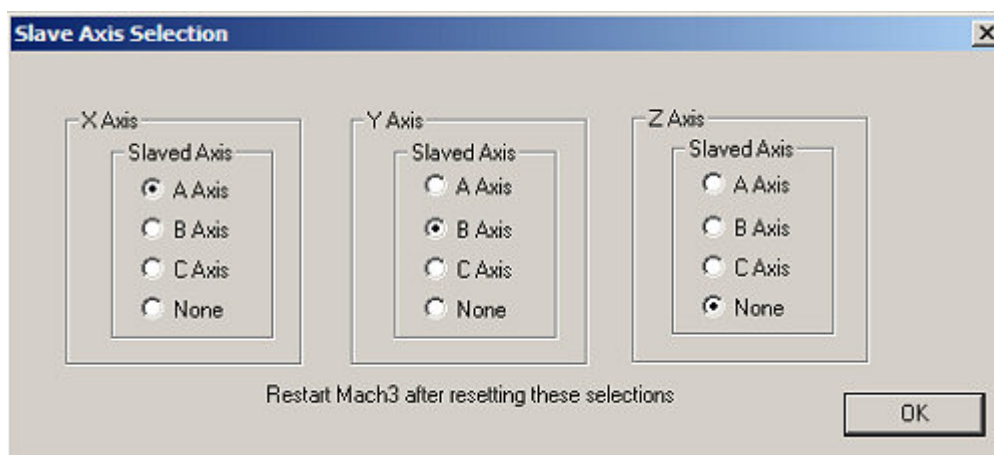 Slave Axis Selection
X Axis
Slaved Axis
A Axis
B Axis
C Axis
None
Y Axis
Slaved Axis
A Axis
B Axis
C Axis
None
Z Axis
Slaved Axis
A Axis
B Axis
C Axis
None
Restart Mach3 after resetting these selections
OK